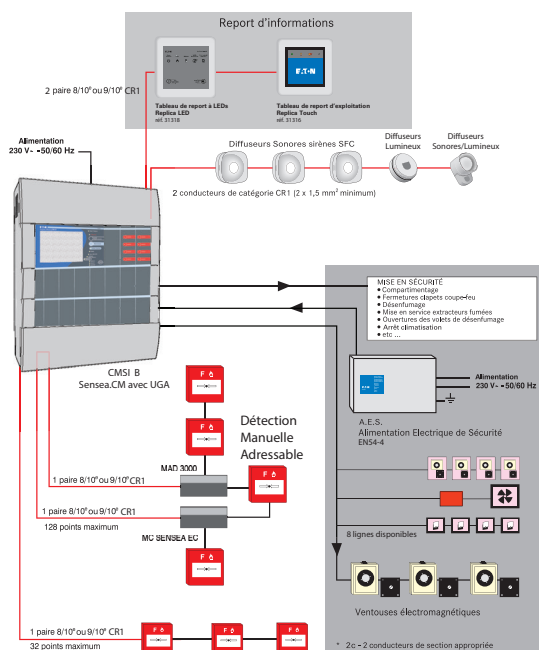 Report d'informations
E·T·N
2 paire 8/10° ou 9/10° CR1
Tableau de report à LEDs
Replica LED
réf. 31318
Tableau de report d'exploitation
Replica Touch
réf. 31316
Alimentation
230 V~ -50/60 Hz
Diffuseurs Sonores sirènes SFC
Diffuseurs
Lumineux
Diffuseurs
Sonores/Lumineux
2 conducteurs de catégorie CR1 (2 x 1,5 mm² minimum)
MISE EN SÉCURITÉ
• Compartimentage
• Fermetures clapets coupe-feu
• Désenfumage
• Mise en service extracteurs fumées
• Ouvertures des volets de désenfumage
• Arrêt climatisation
• etc ...
CMSI B
Sensea.CM avec UGA
Alimentation
230 V~ -50/60 Hz
A.E.S.
Alimentation Electrique de Sécurité
EN54-4
F
F
Détection
Manuelle
Adressable
MAD 3000
F
1 paire 8/10° ou 9/10° CR1
1 paire 8/10° ou 9/10° CR1
128 points maximum
MC SENSEA EC
F
8 lignes disponibles
Ventouses électromagnétiques
1 paire 8/10° ou 9/10° CR1
32 points maximum
F
F
F
* 2c - 2 conducteurs de section appropriée